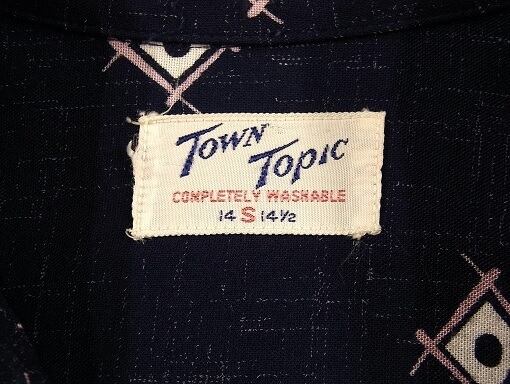 TOWN
TOPIC
COMPLETELY WASHABLE
14 S 14½